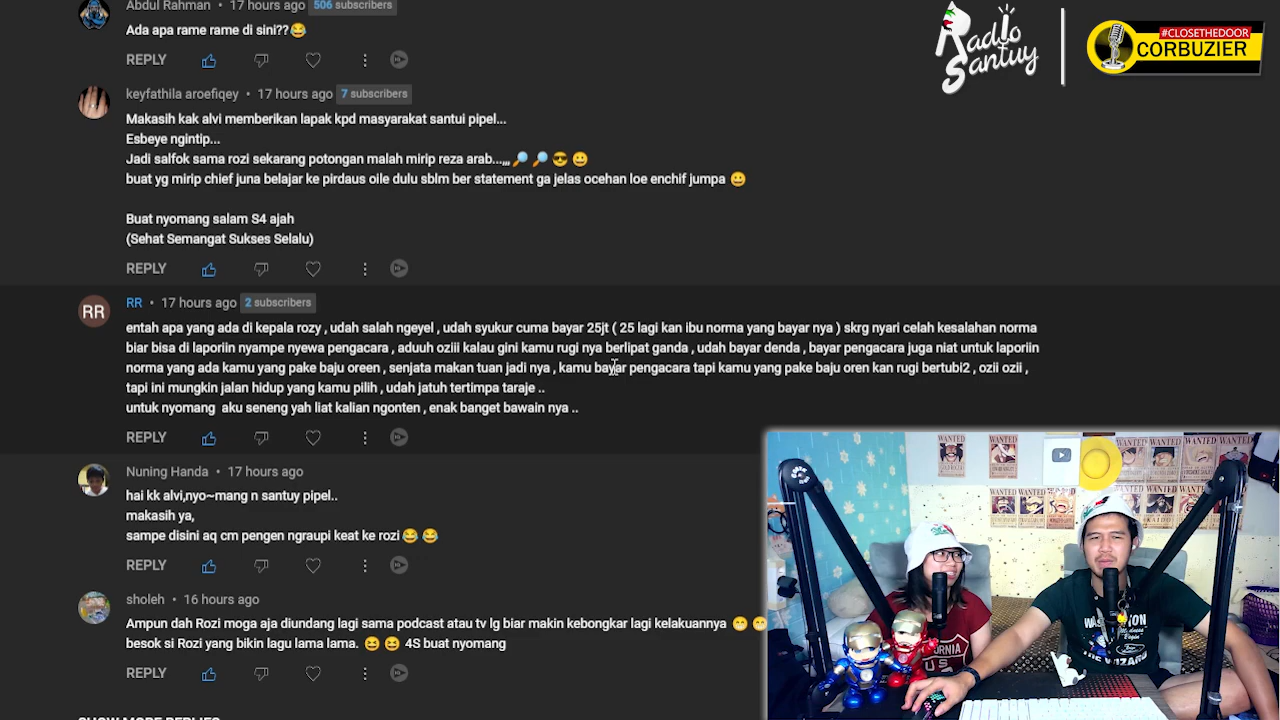 Abdul Rahman • 17 hours ago 506 subscribers
Ada apa rame rame di sini??😂
REPLY
Radio Santuy
#CLOSETHEDOOR
CORBUZIER
keyfathila aroefiqey • 17 hours ago 7 subscribers
Makasih kak alvi memberikan lapak kpd masyarakat santui pipel...
Esbeye ngintip...
Jadi salfok sama rozi sekarang potongan malah mirip reza arab...,,, 🔎 🔎 😎 😀
buat yg mirip chief juna belajar ke pirdaus oile dulu sblm ber statement ga jelas ocehan loe enchif jumpa 😀
Buat nyomang salam S4 ajah
(Sehat Semangat Sukses Selalu)
REPLY
RR
RR • 17 hours ago 2 subscribers
entah apa yang ada di kepala rozy , udah salah ngeyel , udah syukur cuma bayar 25jt ( 25 lagi kan ibu norma yang bayar nya ) skrg nyari celah kesalahan norma
biar bisa di laporiin nyampe nyewa pengacara , aduuh oziii kalau gini kamu rugi nya berlipat ganda , udah bayar denda , bayar pengacara juga niat untuk laporiin
norma yang ada kamu yang pake baju oreen , senjata makan tuan jadi nya , kamu bayar pengacara tapi kamu yang pake baju oren kan rugi bertubi2 , ozii ozii ,
tapi ini mungkin jalan hidup yang kamu pilih , udah jatuh tertimpa taraje ..
untuk nyomang aku seneng yah liat kalian ngonten , enak banget bawain nya ..
REPLY
Nuning Handa • 17 hours ago
hai kk alvi,nyo~mang n santuy pipel..
makasih ya,
sampe disini aq cm pengen ngraupi keat ke rozi 😂 😂
REPLY
sholeh • 16 hours ago
Ampun dah Rozi moga aja diundang lagi sama podcast atau tv lg biar makin kebongkar lagi kelakuannya 😁 😁
besok si Rozi yang bikin lagu lama lama. 😆 😆 4S buat nyomang
REPLY
SHOW MORE REPLIES
WANTED
WANTED
WANTED
WANTED